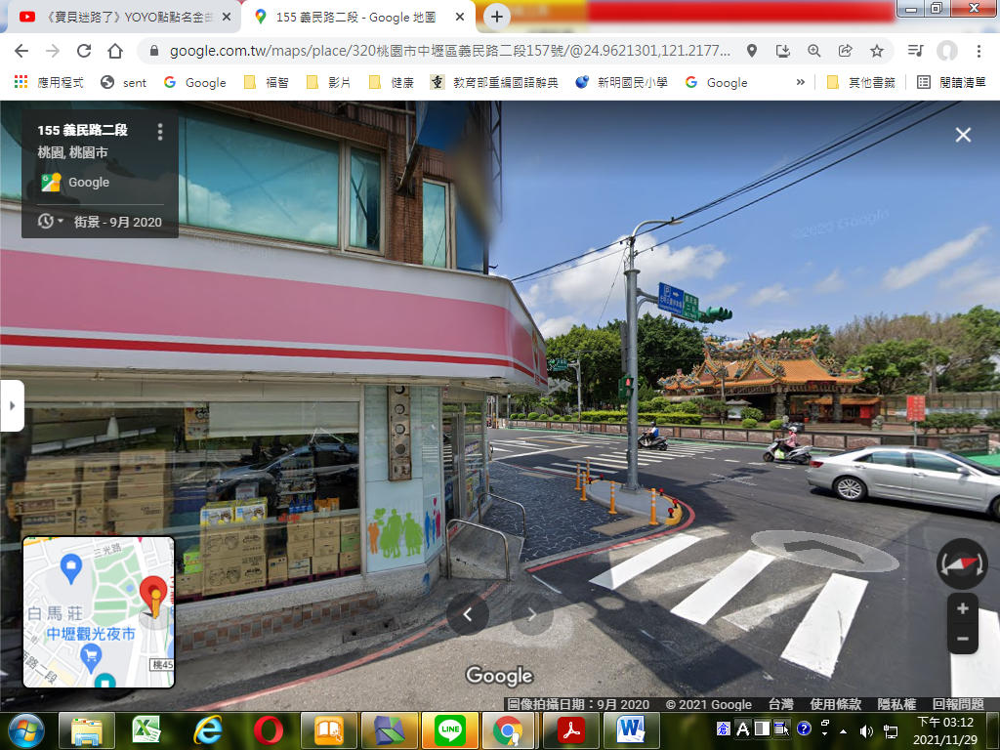 《寶貝迷路了》YOYO點點名金曲
155 義民路二段 - Google 地圖
google.com.tw/maps/place/320桃園市中壢區義民路二段157號/@24.9621301,121.2177...
應用程式
sent
Google
福智
影片
健康
教育部重編國語辭典
新明國民小學
Google
»
其他書籤
閱讀清單
155 義民路二段
桃園, 桃園市
Google
街景 - 9月 2020
©2020 Google
P
三光路
白馬莊
中壢觀光夜市
路一段
桃45
Google
圖像拍攝日期：9月 2020
© 2021 Google
台灣
使用條款
隱私權
回報問題
LINE
下午 03:12
2021/11/29